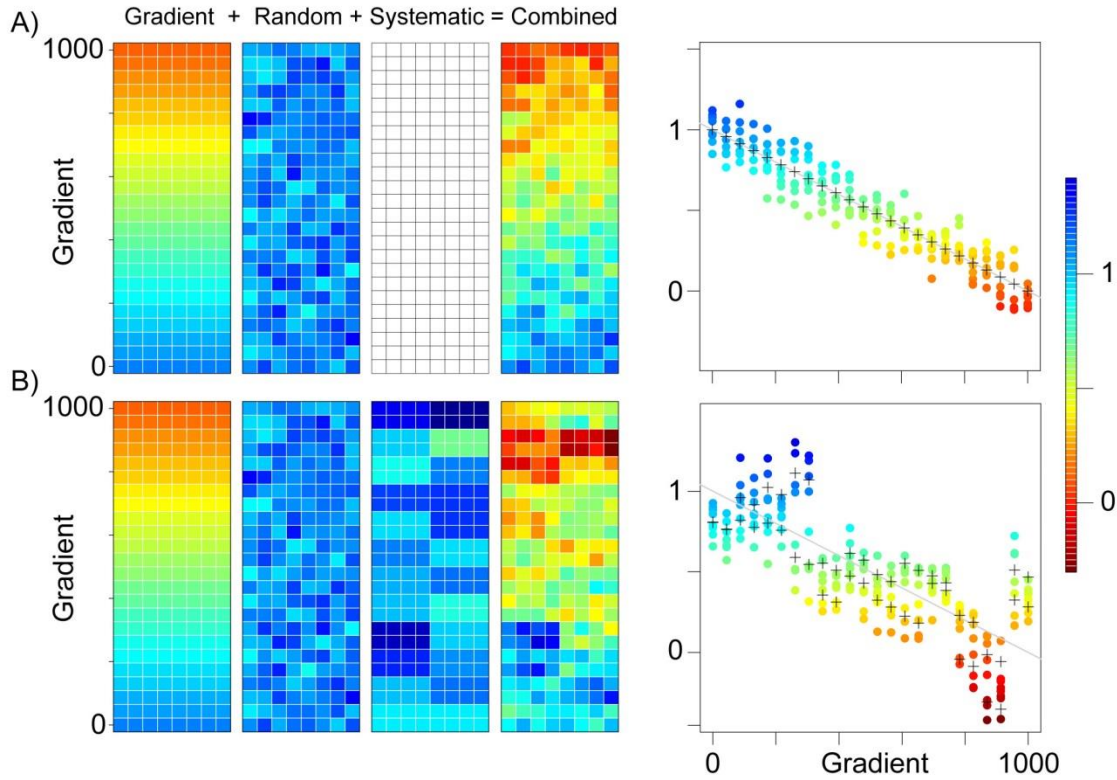 Gradient + Random + Systematic = Combined
A)
1000
Gradient
0
1
0
1
0
B)
1000
Gradient
0
1
0
0 Gradient 1000